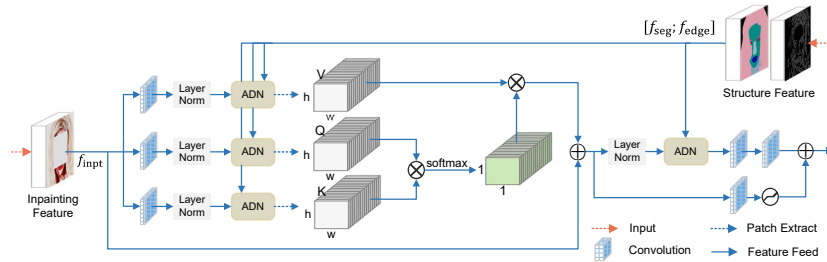 [f_seg; f_edge]
Structure Feature
V
Layer
Norm
ADN
h
w
Q
Layer
Norm
ADN
h
w
softmax
1
1
Layer
Norm
ADN
f_inpt
Inpainting
Feature
K
Layer
Norm
ADN
h
w
Input
Patch Extract
Convolution
Feature Feed